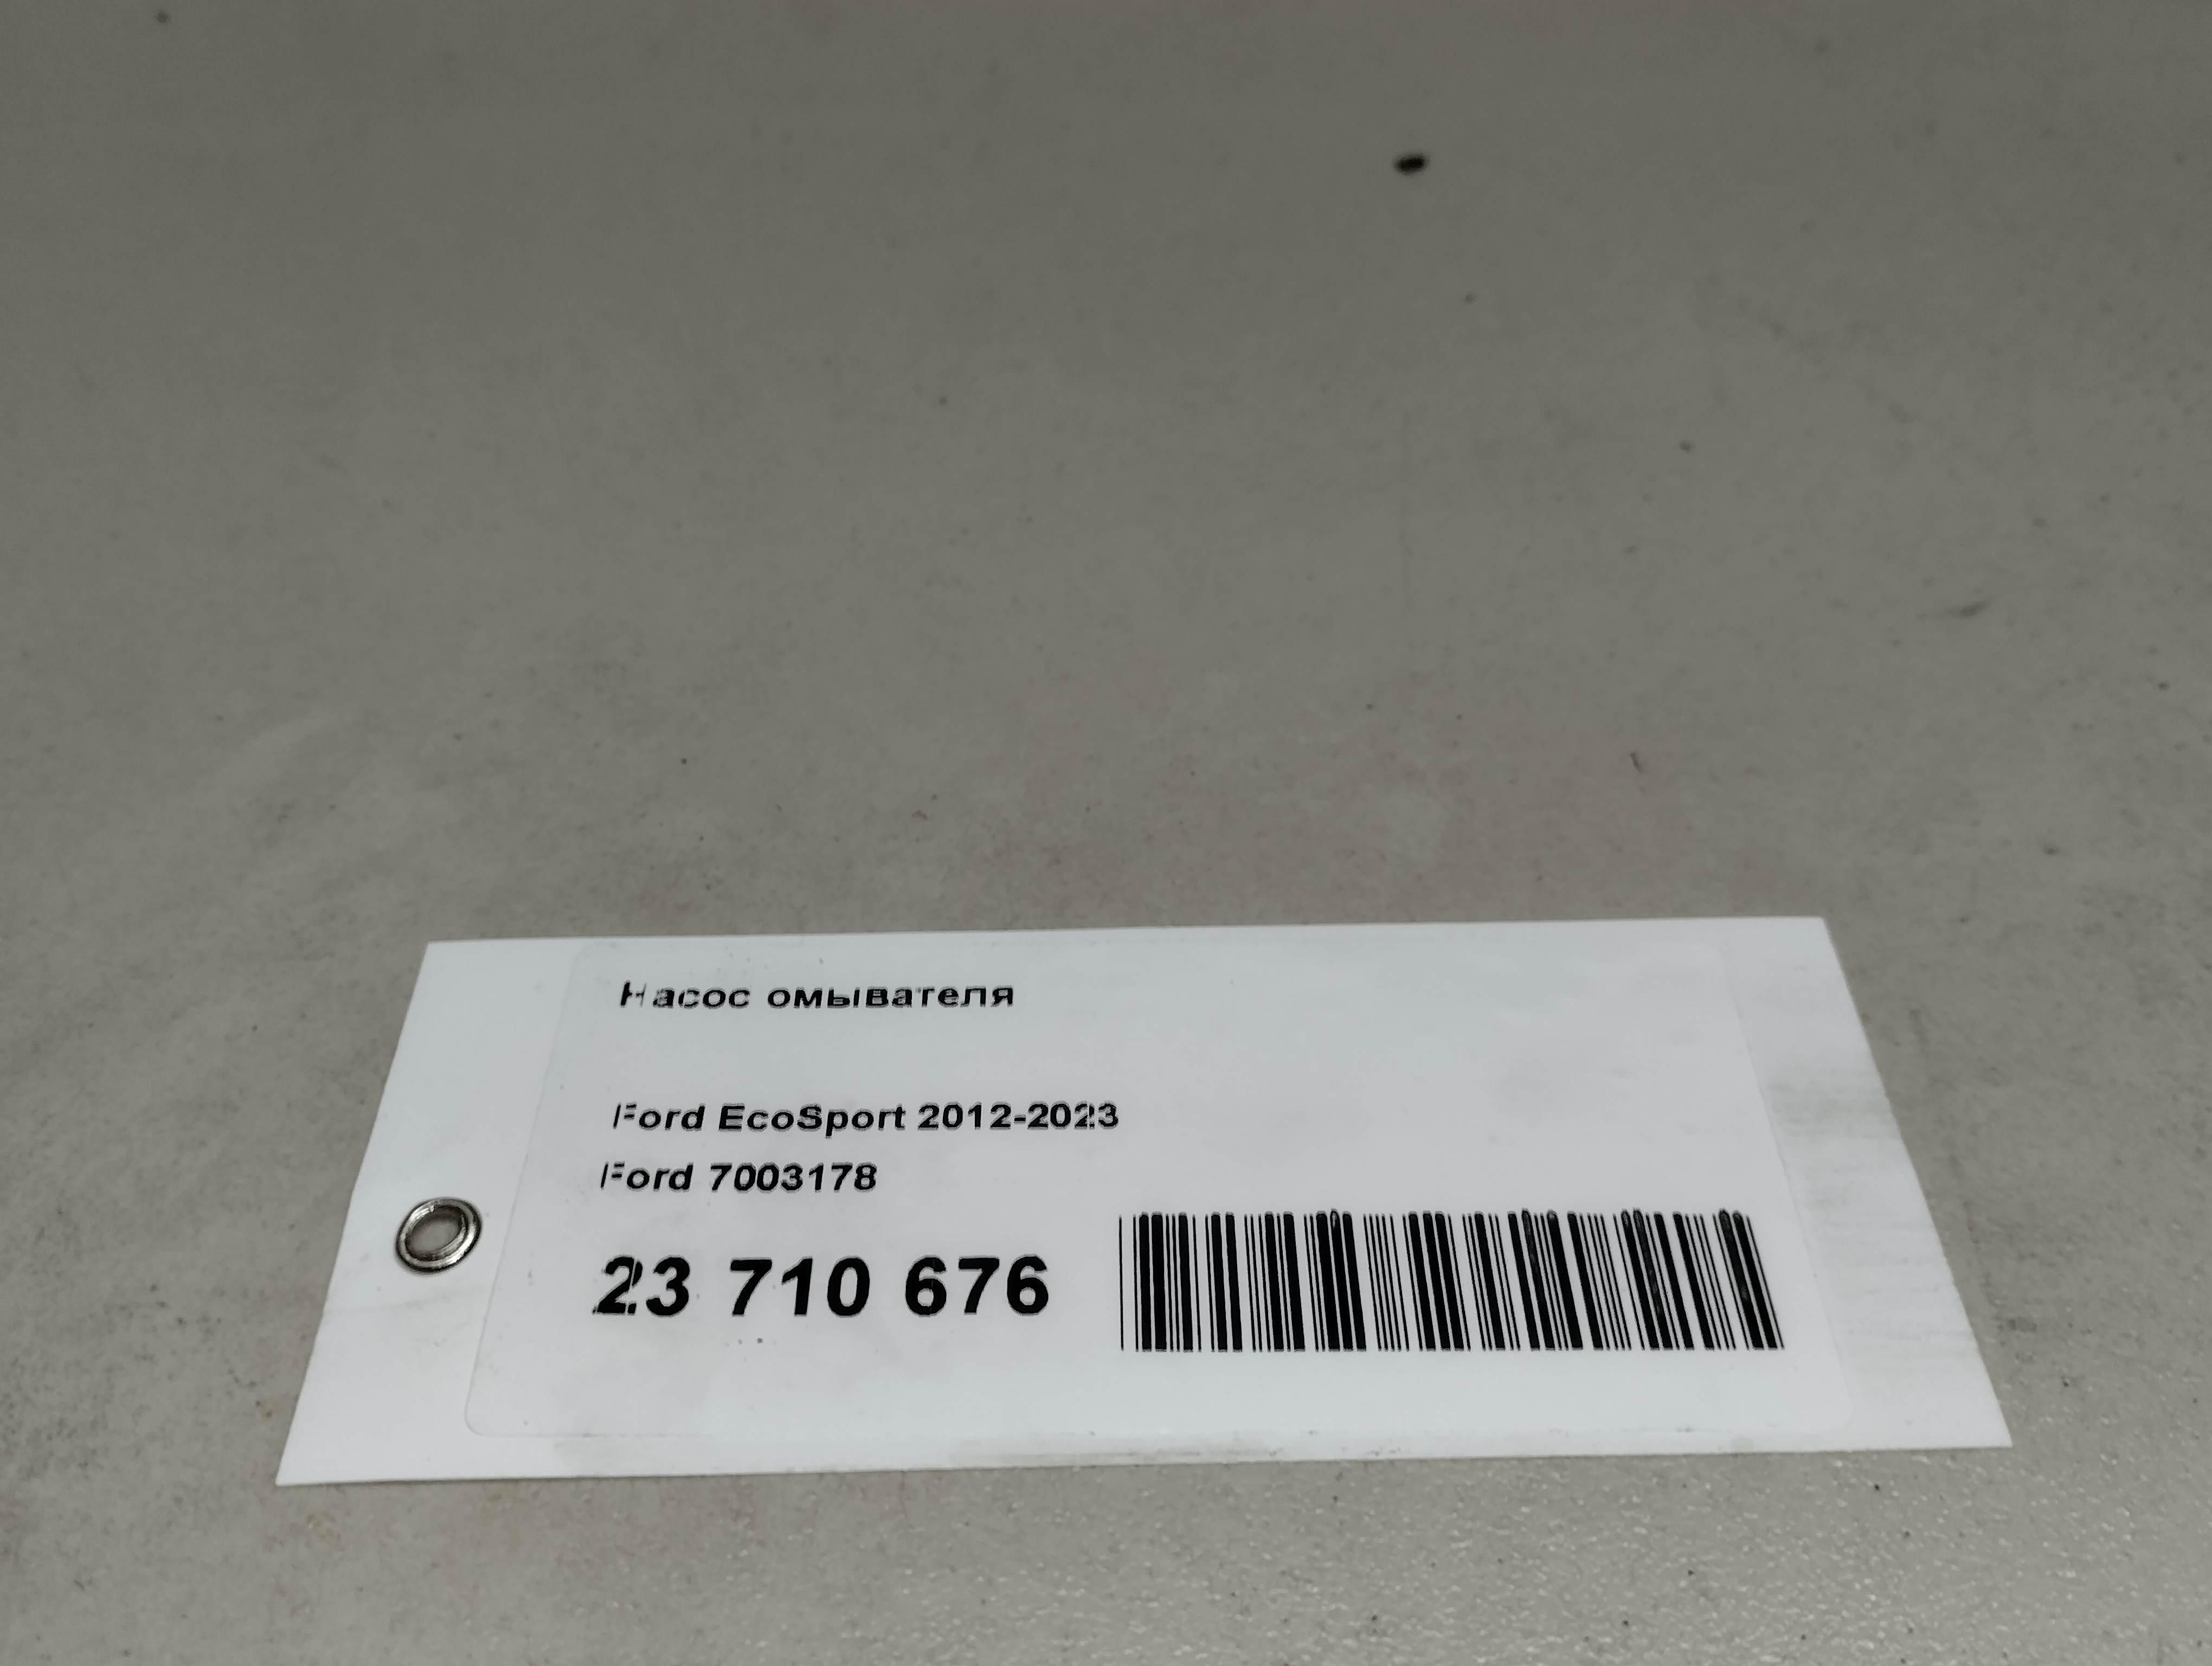 Насос омывателя
Ford EcoSport 2012-2023
Ford 7003178
23 710 676